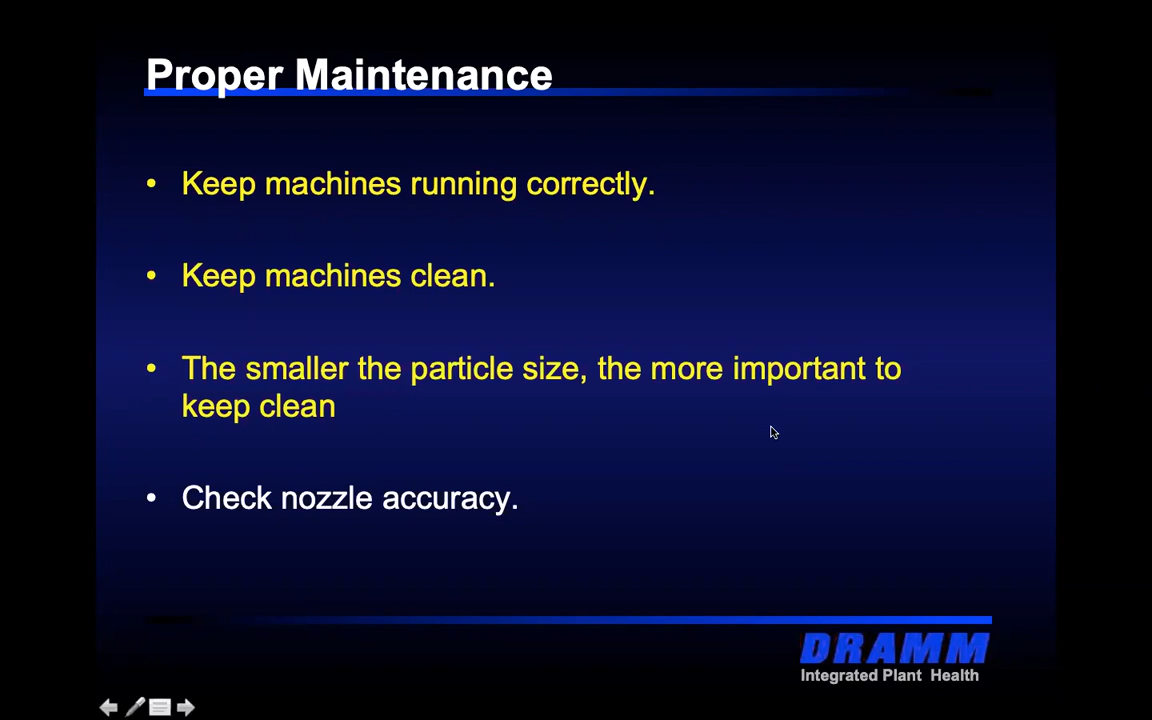 Proper Maintenance
• Keep machines running correctly.
• Keep machines clean.
• The smaller the particle size, the more important to
keep clean
• Check nozzle accuracy.
DRAMM
Integrated Plant Health